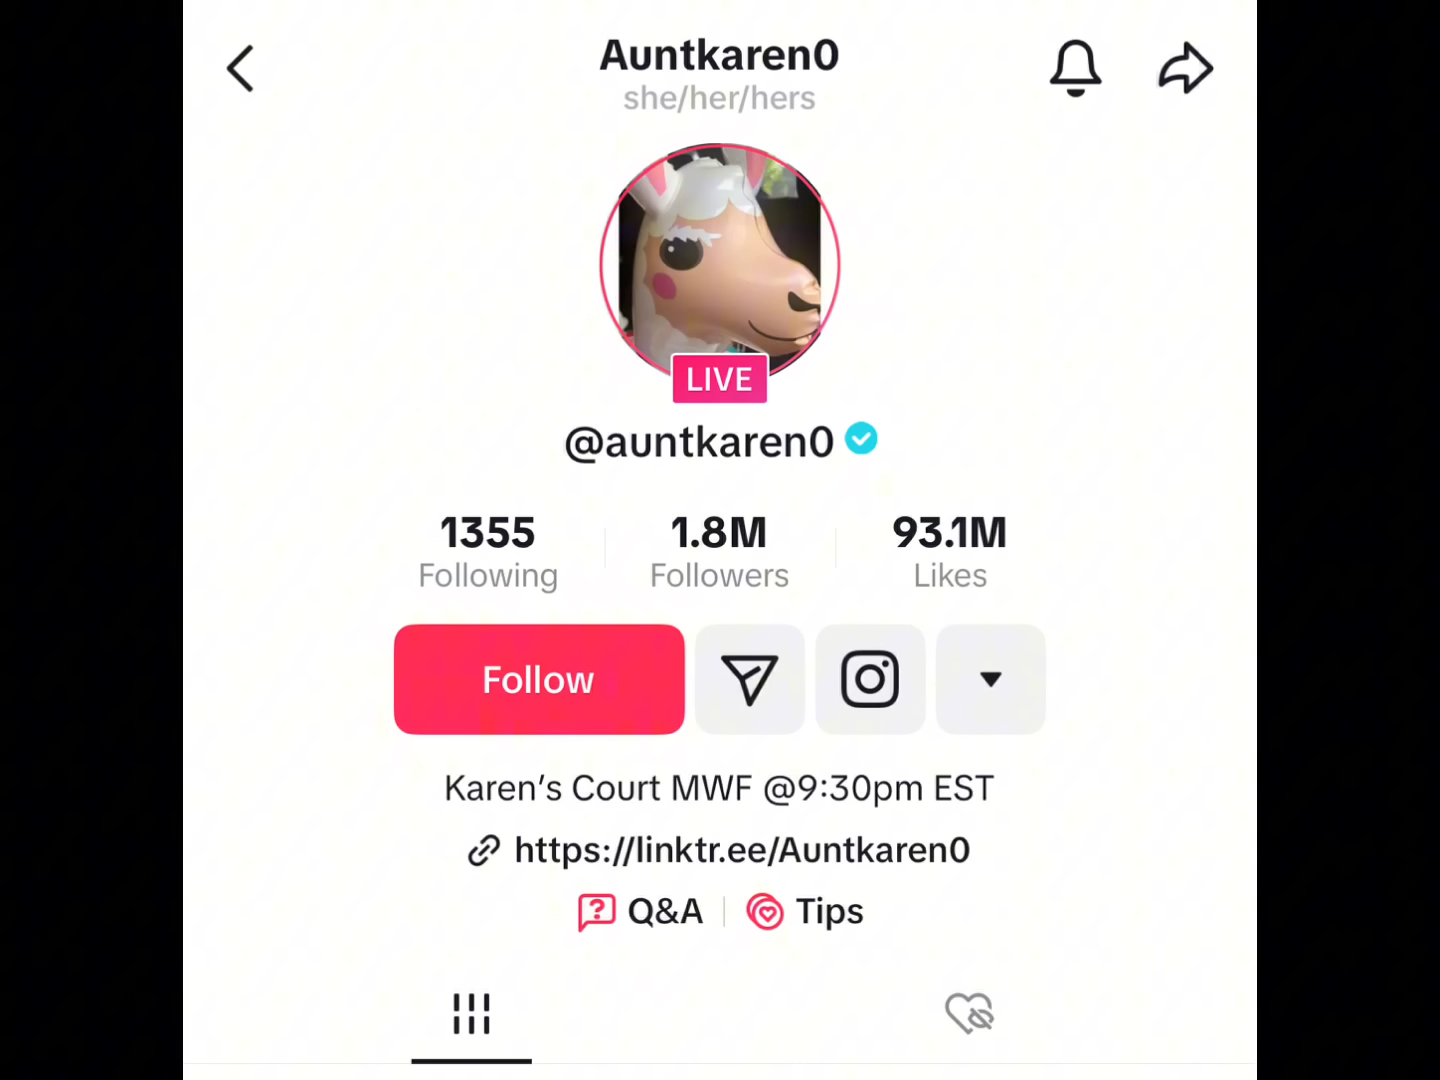 Auntkaren0
she/her/hers
LIVE
@auntkaren0
1355
Following
1.8M
Followers
93.1M
Likes
Follow
Karen's Court MWF @9:30pm EST
https://linktr.ee/Auntkaren0
Q&A
Tips